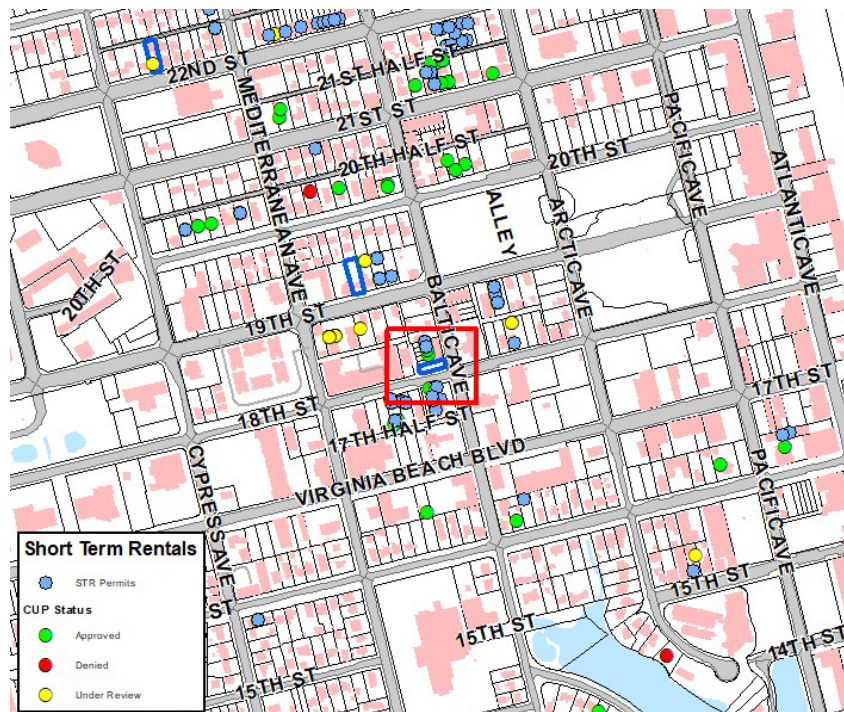 22ND ST
21ST HALF ST
MEDITERRANEAN AVE
21ST ST
20TH HALF ST
20TH ST
PACIFIC AVE
ATLANTIC AVE
ALLEY
ARCTIC AVE
20TH ST
BALTIC AVE
19TH ST
18TH ST
17TH HALF ST
17TH ST
VIRGINIA BEACH BLVD
CYPRESS AVE
PACIFIC AVE
15TH ST
15TH ST
14TH ST
ST
15TH ST
Short Term Rentals
STR Permits
CUP Status
Approved
Denied
Under Review